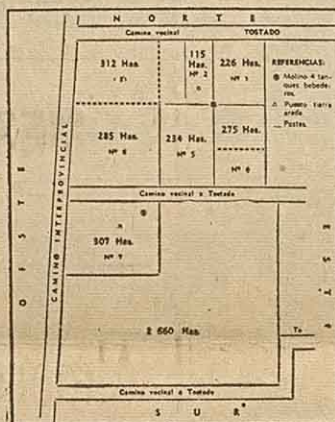 NORTE
Camino vecinal TOSTADO
312 Has.
115 Has.
Nº 2
226 Has.
Nº 1
REFERENCIAS:
Molino 4 tanques bebederos.
Puesto tierra arada
Postes.
285 Has.
234 Has.
Nº 5
275 Has.
Nº 6
OESTE
CAMINO INTERPROVINCIAL
ESTE
Camino vecinal a Tostado
307 Has.
Nº 7
2 660 Has.
To
Camino vecinal a Tostado
SUR